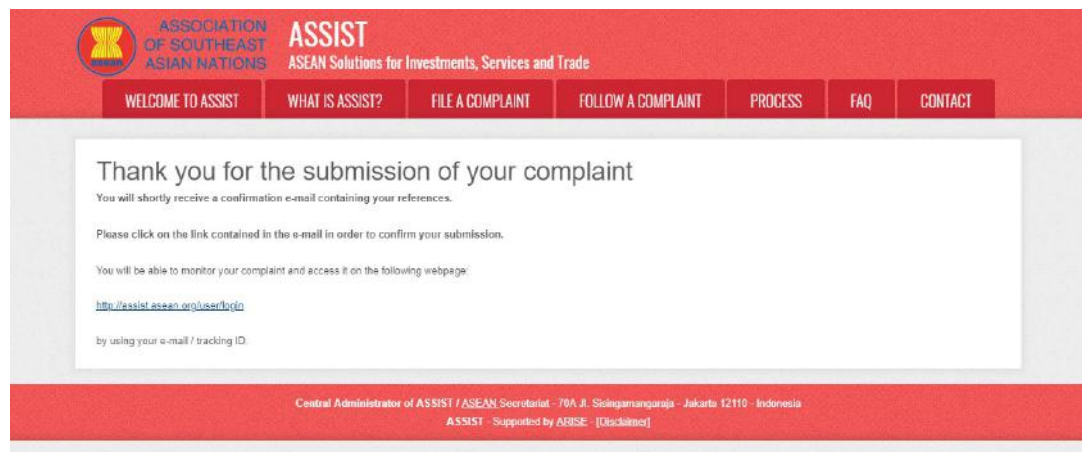 ASSOCIATION
OF SOUTHEAST
ASIAN NATIONS
ASSIST
ASEAN Solutions for Investments, Services and Trade
WELCOME TO ASSIST
WHAT IS ASSIST?
FILE A COMPLAINT
FOLLOW A COMPLAINT
PROCESS
FAQ
CONTACT
Thank you for the submission of your complaint
You will shortly receive a confirmation e-mail containing your references.
Please click on the link contained in the e-mail in order to confirm your submission.
You will be able to monitor your complaint and access it on the following webpage:
http://assist.asean.org/user/login
by using your e-mail / tracking ID.
Central Administrator of ASSIST / ASEAN Secretariat - 70A Jl. Sisingamangaraja - Jakarta 12110 - Indonesia
ASSIST - Supported by ARISE - [Disclaimer]